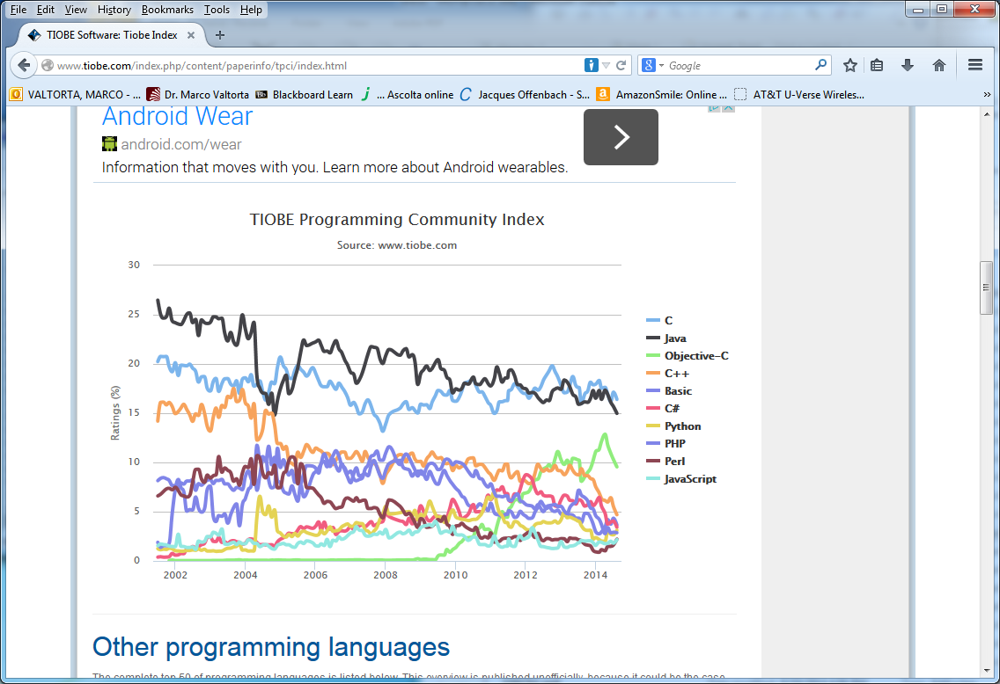 File Edit View History Bookmarks Tools Help
TIOBE Software: Tiobe Index
www.tiobe.com/index.php/content/paperinfo/tpci/index.html
Google
VALTORTA, MARCO - ... Dr. Marco Valtorta Blackboard Learn ... Ascolta online Jacques Offenbach - S... AmazonSmile: Online ... AT&T U-Verse Wireles...
Android Wear
android.com/wear
Information that moves with you. Learn more about Android wearables.
TIOBE Programming Community Index
Source: www.tiobe.com
Ratings (%)
30
25
20
15
10
5
0
2002 2004 2006 2008 2010 2012 2014
C
Java
Objective-C
C++
Basic
C#
Python
PHP
Perl
JavaScript
Other programming languages
The complete top 50 of programming languages is listed below. This overview is published unofficially, because it could be the case